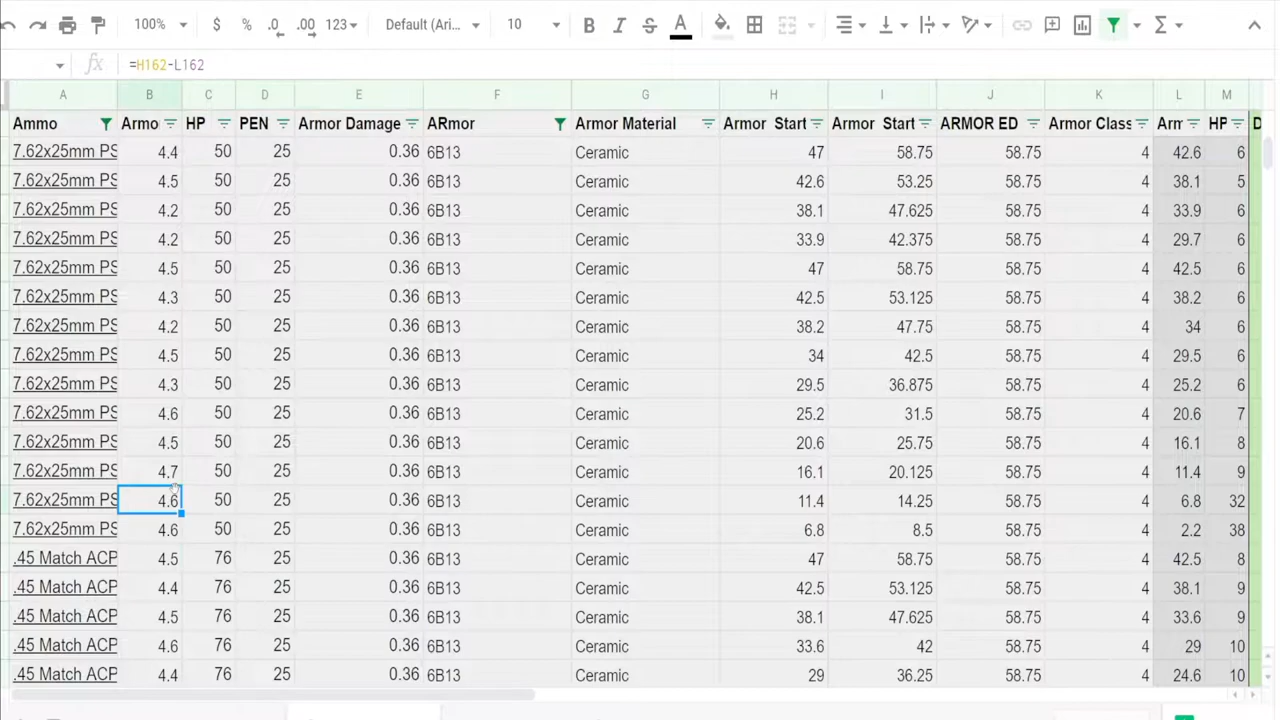 100% $ % .0 .00 123 Default (Ari... 10 B I S A Σ
fx =H162-L162
A B C D E F G H I J K L M
Ammo Armo HP PEN Armor Damage ARmor Armor Material Armor Start Armor Start ARMOR ED Armor Class Arm HP D
7.62x25mm PS 4.4 50 25 0.36 6B13 Ceramic 47 58.75 58.75 4 42.6 6
7.62x25mm PS 4.5 50 25 0.36 6B13 Ceramic 42.6 53.25 58.75 4 38.1 5
7.62x25mm PS 4.2 50 25 0.36 6B13 Ceramic 38.1 47.625 58.75 4 33.9 6
7.62x25mm PS 4.2 50 25 0.36 6B13 Ceramic 33.9 42.375 58.75 4 29.7 6
7.62x25mm PS 4.5 50 25 0.36 6B13 Ceramic 47 58.75 58.75 4 42.5 6
7.62x25mm PS 4.3 50 25 0.36 6B13 Ceramic 42.5 53.125 58.75 4 38.2 6
7.62x25mm PS 4.2 50 25 0.36 6B13 Ceramic 38.2 47.75 58.75 4 34 6
7.62x25mm PS 4.5 50 25 0.36 6B13 Ceramic 34 42.5 58.75 4 29.5 6
7.62x25mm PS 4.3 50 25 0.36 6B13 Ceramic 29.5 36.875 58.75 4 25.2 6
7.62x25mm PS 4.6 50 25 0.36 6B13 Ceramic 25.2 31.5 58.75 4 20.6 7
7.62x25mm PS 4.5 50 25 0.36 6B13 Ceramic 20.6 25.75 58.75 4 16.1 8
7.62x25mm PS 4.7 50 25 0.36 6B13 Ceramic 16.1 20.125 58.75 4 11.4 9
7.62x25mm PS 4.6 50 25 0.36 6B13 Ceramic 11.4 14.25 58.75 4 6.8 32
7.62x25mm PS 4.6 50 25 0.36 6B13 Ceramic 6.8 8.5 58.75 4 2.2 38
.45 Match ACP 4.5 76 25 0.36 6B13 Ceramic 47 58.75 58.75 4 42.5 8
.45 Match ACP 4.4 76 25 0.36 6B13 Ceramic 42.5 53.125 58.75 4 38.1 9
.45 Match ACP 4.5 76 25 0.36 6B13 Ceramic 38.1 47.625 58.75 4 33.6 9
.45 Match ACP 4.6 76 25 0.36 6B13 Ceramic 33.6 42 58.75 4 29 10
.45 Match ACP 4.4 76 25 0.36 6B13 Ceramic 29 36.25 58.75 4 24.6 10